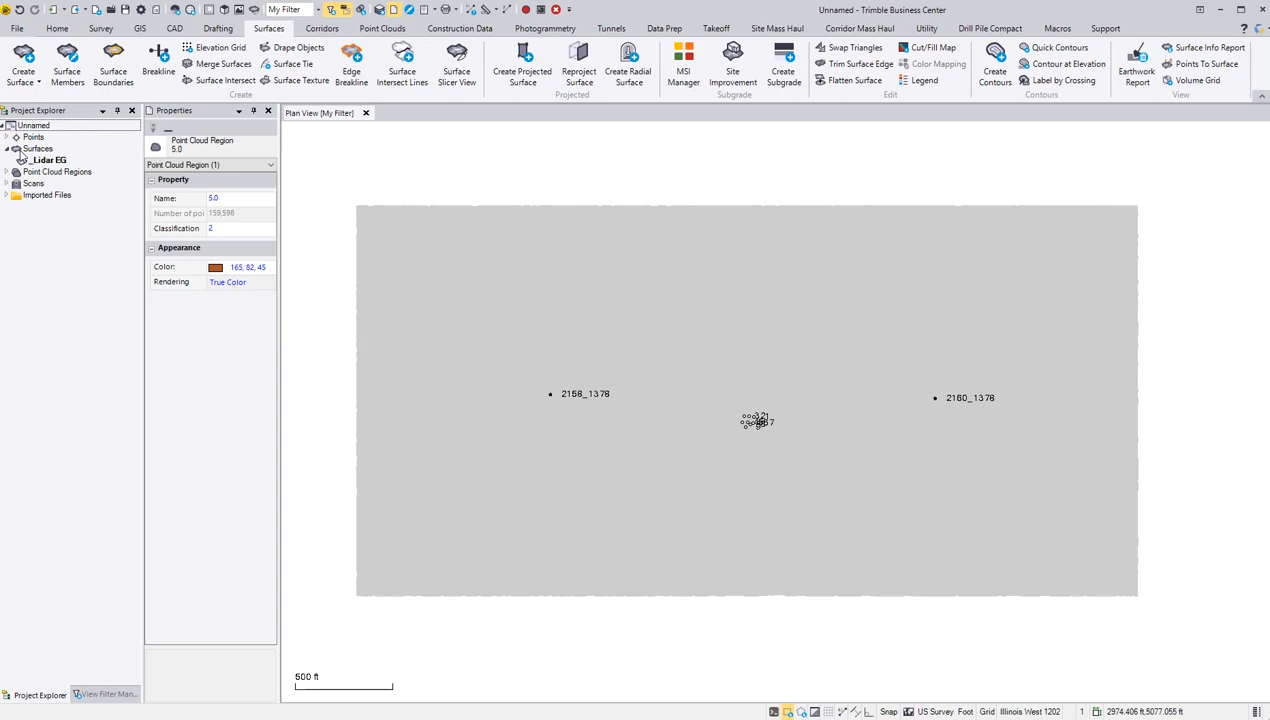 My Filter
Unnamed - Trimble Business Center
File Home Survey GIS CAD Drafting Surfaces Corridors Point Clouds Construction Data Photogrammetry Tunnels Data Prep Takeoff Site Mass Haul Corridor Mass Haul Utility Drill Pile Compact Macros Support
Create Surface
Surface Members
Surface Boundaries
Breakline
Elevation Grid
Merge Surfaces
Surface Intersect
Drape Objects
Surface Tie
Surface Texture
Edge Breakline
Surface Intersect Lines
Surface Slicer View
Create
Create Projected Surface
Reproject Surface
Create Radial Surface
Projected
MSI Manager
Site Improvement
Create Subgrade
Subgrade
Swap Triangles
Trim Surface Edge
Flatten Surface
Cut/Fill Map
Color Mapping
Legend
Edit
Create Contours
Quick Contours
Contour at Elevation
Label by Crossing
Contours
Earthwork Report
Surface Info Report
Points To Surface
Volume Grid
View
Project Explorer
Unnamed
Points
Surfaces
_Lidar EG
Point Cloud Regions
Scans
Imported Files
Properties
Point Cloud Region
5.0
Point Cloud Region (1)
Property
Name: 5.0
Number of poi 159,598
Classification 2
Appearance
Color: 165, 82, 45
Rendering True Color
Plan View [My Filter]
2158_1378
2160_1378
500 ft
Project Explorer
View Filter Man...
Snap
US Survey Foot
Grid
Illinois West 1202
1
2974.406 ft,5077.055 ft